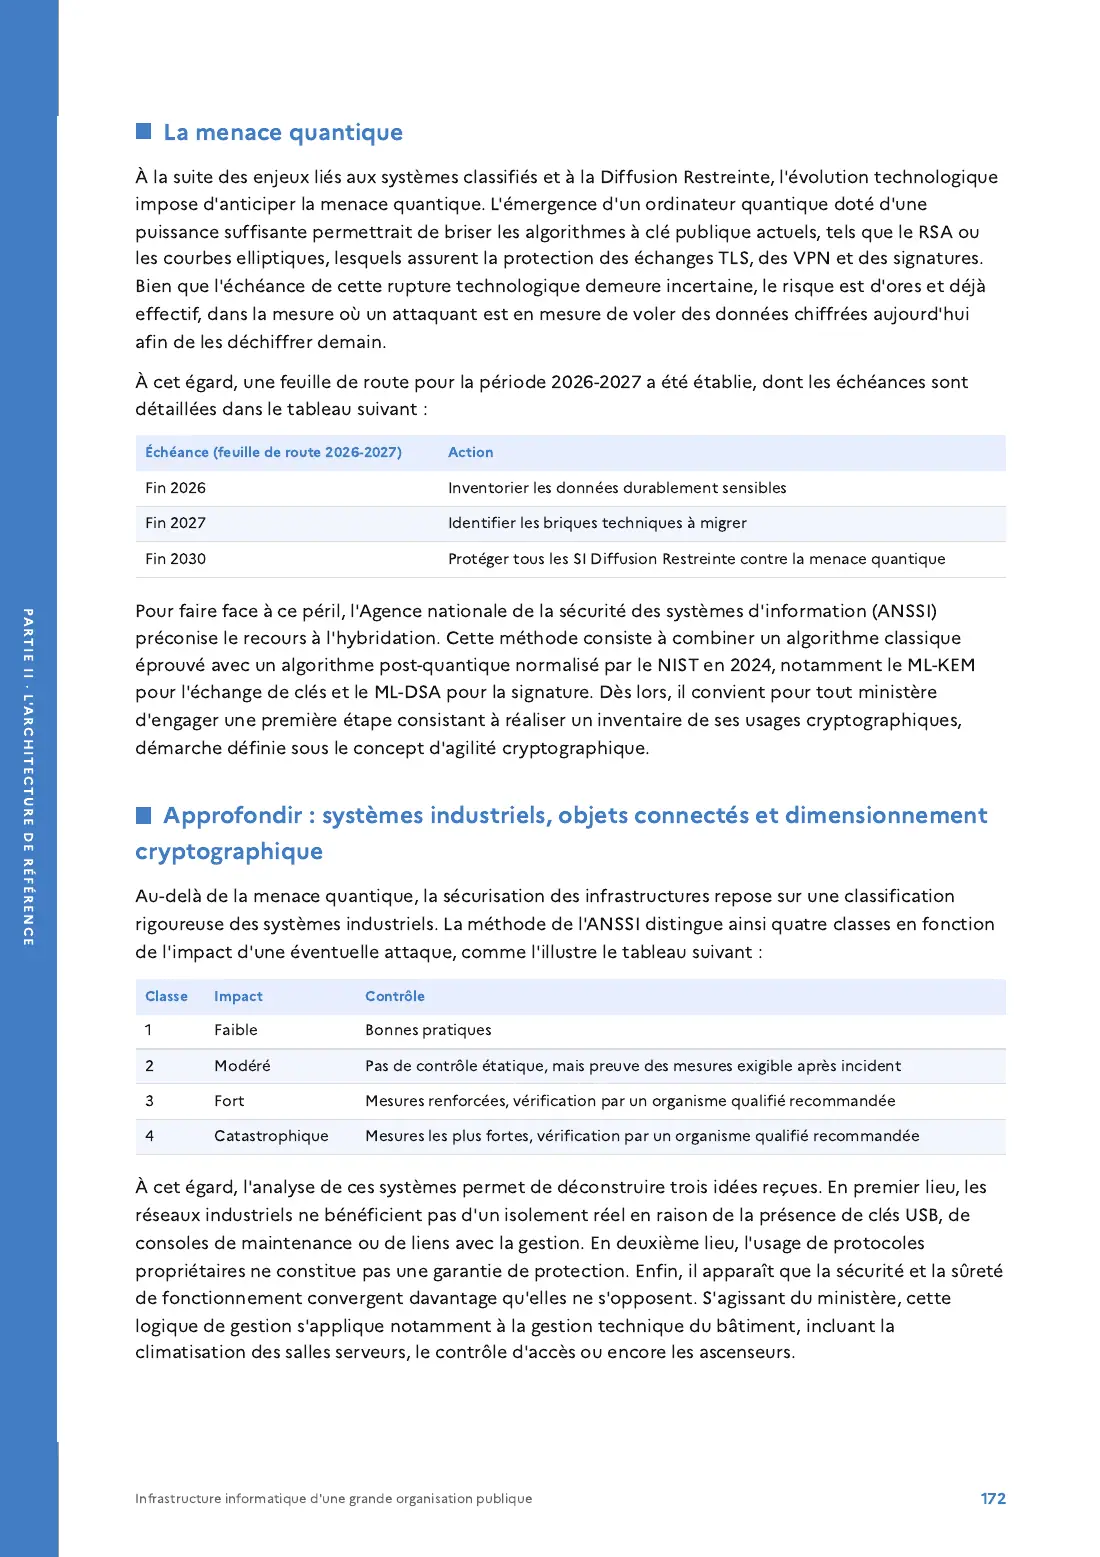 La menace quantique
À la suite des enjeux liés aux systèmes classifiés et à la Diffusion Restreinte, l'évolution technologique
impose d'anticiper la menace quantique. L'émergence d'un ordinateur quantique doté d'une
puissance suffisante permettrait de briser les algorithmes à clé publique actuels, tels que le RSA ou
les courbes elliptiques, lesquels assurent la protection des échanges TLS, des VPN et des signatures.
Bien que l'échéance de cette rupture technologique demeure incertaine, le risque est d'ores et déjà
effectif, dans la mesure où un attaquant est en mesure de voler des données chiffrées aujourd'hui
afin de les déchiffrer demain.
À cet égard, une feuille de route pour la période 2026-2027 a été établie, dont les échéances sont
détaillées dans le tableau suivant :
Échéance (feuille de route 2026-2027) Action
Fin 2026 Inventorier les données durablement sensibles
Fin 2027 Identifier les briques techniques à migrer
Fin 2030 Protéger tous les SI Diffusion Restreinte contre la menace quantique
Pour faire face à ce péril, l'Agence nationale de la sécurité des systèmes d'information (ANSSI)
préconise le recours à l'hybridation. Cette méthode consiste à combiner un algorithme classique
éprouvé avec un algorithme post-quantique normalisé par le NIST en 2024, notamment le ML-KEM
pour l'échange de clés et le ML-DSA pour la signature. Dès lors, il convient pour tout ministère
d'engager une première étape consistant à réaliser un inventaire de ses usages cryptographiques,
démarche définie sous le concept d'agilité cryptographique.
Approfondir : systèmes industriels, objets connectés et dimensionnement
cryptographique
Au-delà de la menace quantique, la sécurisation des infrastructures repose sur une classification
rigoureuse des systèmes industriels. La méthode de l'ANSSI distingue ainsi quatre classes en fonction
de l'impact d'une éventuelle attaque, comme l'illustre le tableau suivant :
Classe Impact Contrôle
1 Faible Bonnes pratiques
2 Modéré Pas de contrôle étatique, mais preuve des mesures exigible après incident
3 Fort Mesures renforcées, vérification par un organisme qualifié recommandée
4 Catastrophique Mesures les plus fortes, vérification par un organisme qualifié recommandée
À cet égard, l'analyse de ces systèmes permet de déconstruire trois idées reçues. En premier lieu, les
réseaux industriels ne bénéficient pas d'un isolement réel en raison de la présence de clés USB, de
consoles de maintenance ou de liens avec la gestion. En deuxième lieu, l'usage de protocoles
propriétaires ne constitue pas une garantie de protection. Enfin, il apparaît que la sécurité et la sûreté
de fonctionnement convergent davantage qu'elles ne s'opposent. S'agissant du ministère, cette
logique de gestion s'applique notamment à la gestion technique du bâtiment, incluant la
climatisation des salles serveurs, le contrôle d'accès ou encore les ascenseurs.
PARTIE II · L'ARCHITECTURE DE RÉFÉRENCE
Infrastructure informatique d'une grande organisation publique 172